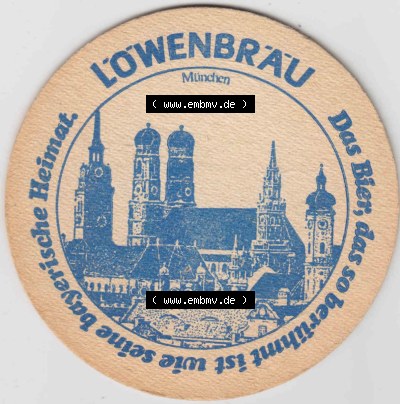 LÖWENBRÄU
München
( www.embmv.de )
Das Bier, das so berühmt ist wie seine bayerische Heimat.
( www.embmv.de )